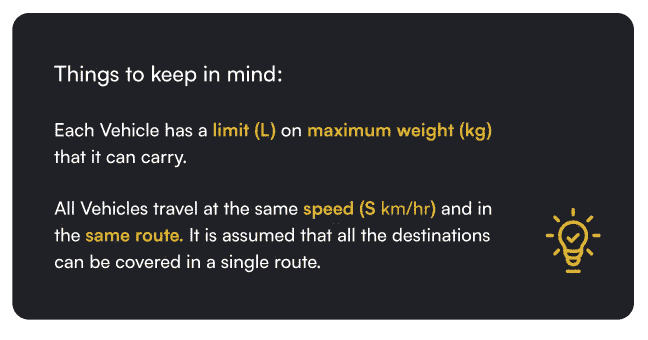 Things to keep in mind:
Each Vehicle has a limit (L) on maximum weight (kg)
that it can carry.
All Vehicles travel at the same speed (S km/hr) and in
the same route. It is assumed that all the destinations
can be covered in a single route.